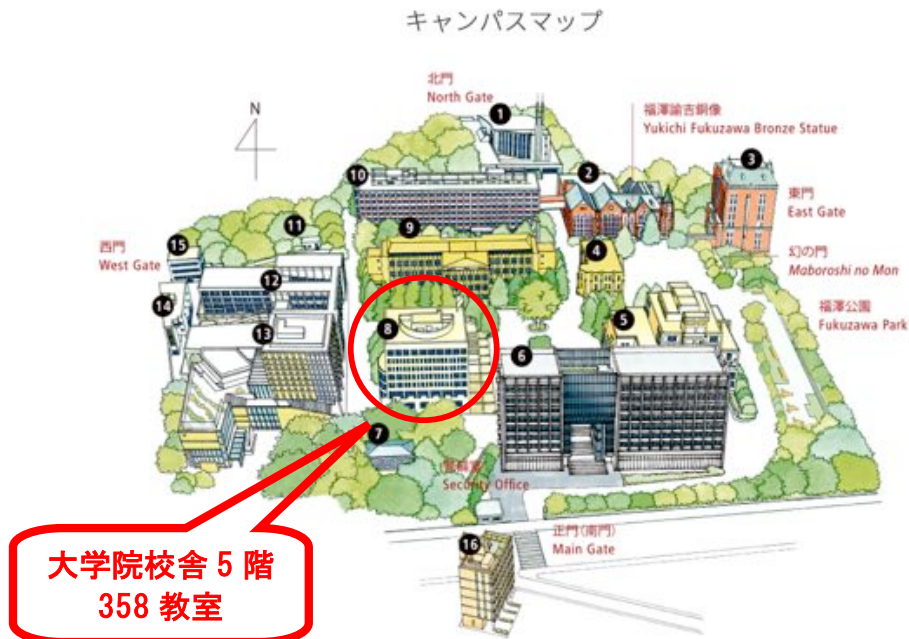 キャンパスマップ
北門
North Gate
福澤諭吉銅像
Yukichi Fukuzawa Bronze Statue
N
1
2
3
10
東門
East Gate
9
11
4
西門
West Gate
15
幻の門
Maboroshi no Mon
12
14
福澤公園
Fukuzawa Park
13
8
5
6
7
警備室
Security Office
正門(南門)
Main Gate
16
大学院校舎 5 階
358 教室